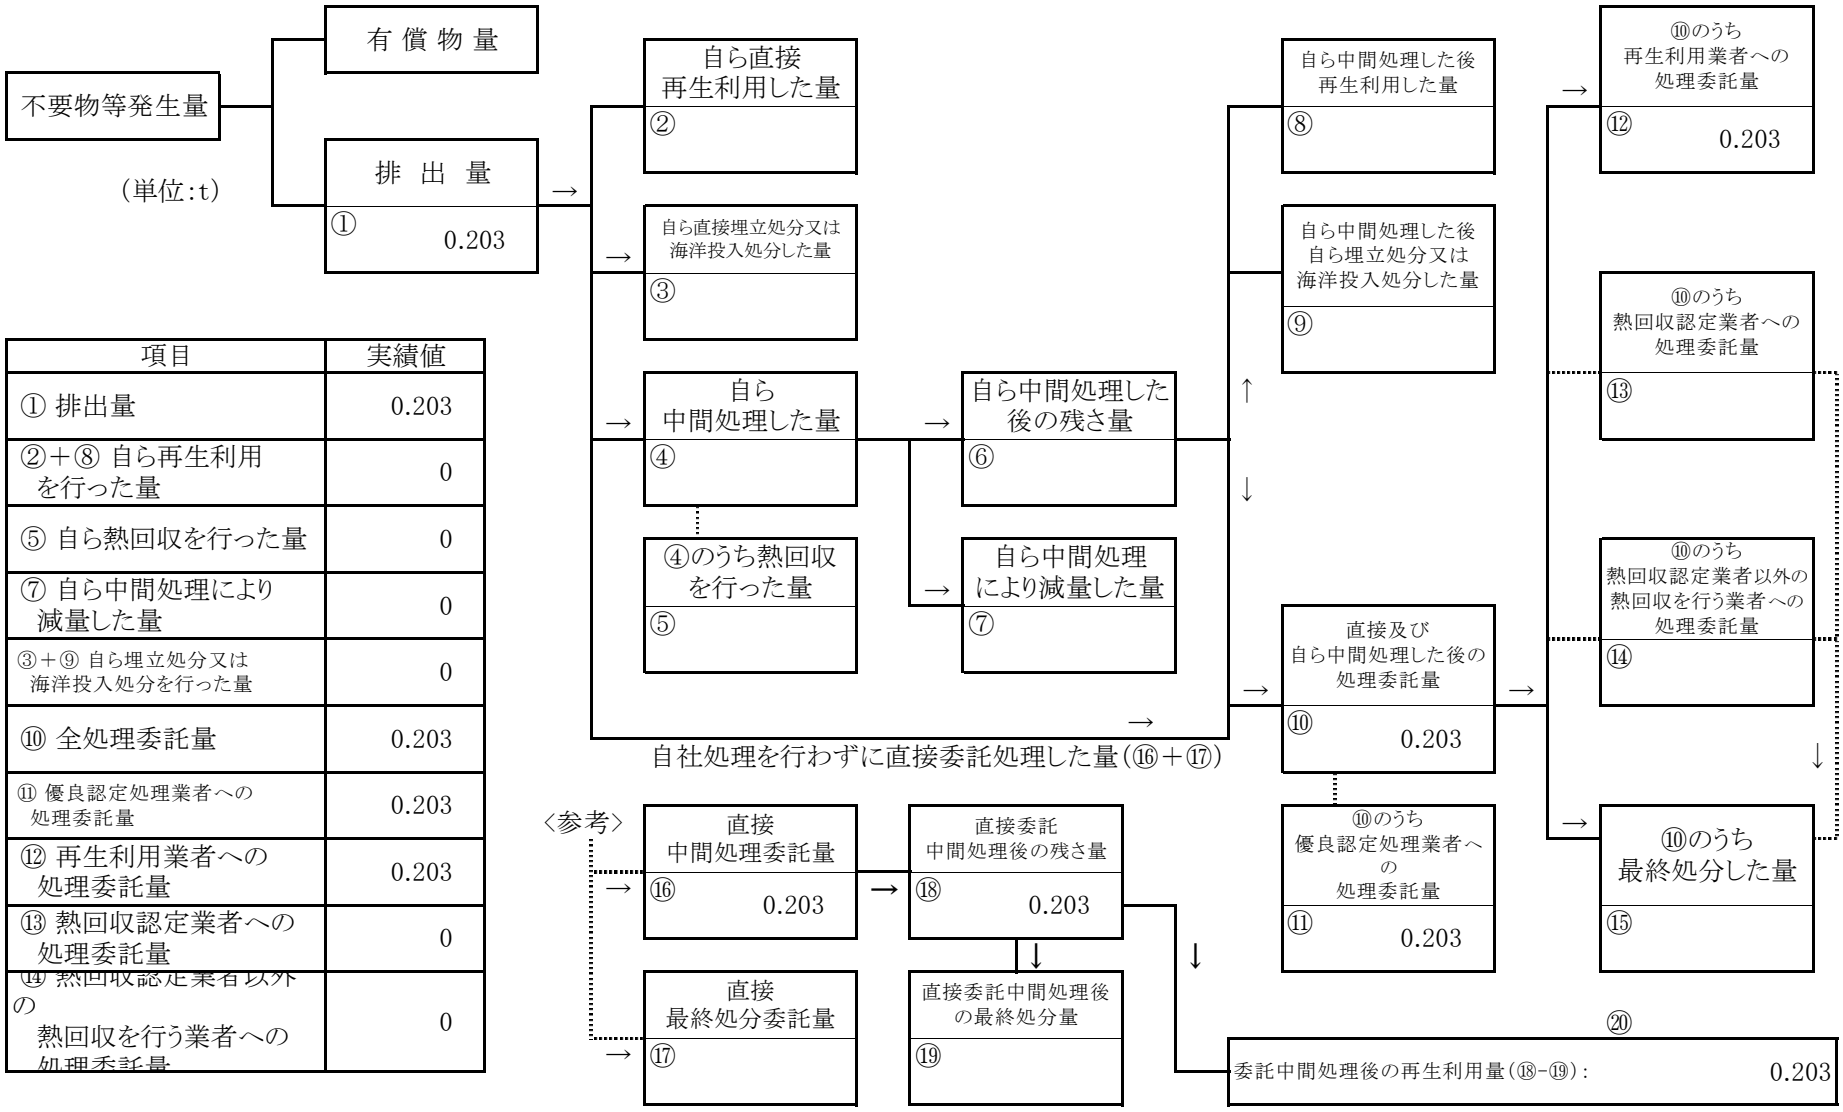 不要物等発生量
(単位:t)
有償物量
排出量
①
0.203
→
自ら直接
再生利用した量
②
→
自ら直接埋立処分又は
海洋投入処分した量
③
→
自ら
中間処理した量
④
④のうち熱回収
を行った量
⑤
→
自ら中間処理した
後の残さ量
⑥
→
自ら中間処理
により減量した量
⑦
→
自社処理を行わずに直接委託処理した量(⑯+⑰)
↑
↓
自ら中間処理した後
再生利用した量
⑧
自ら中間処理した後
自ら埋立処分又は
海洋投入処分した量
⑨
→
直接及び
自ら中間処理した後の
処理委託量
⑩
0.203
→
⑩のうち
優良認定処理業者へ
の
処理委託量
⑪
0.203
→
⑩のうち
再生利用業者への
処理委託量
⑫
0.203
⑩のうち
熱回収認定業者への
処理委託量
⑬
⑩のうち
熱回収認定業者以外の
熱回収を行う業者への
処理委託量
⑭
↓
→
⑩のうち
最終処分した量
⑮
項目 実績値
① 排出量 0.203
②+⑧ 自ら再生利用
を行った量 0
⑤ 自ら熱回収を行った量 0
⑦ 自ら中間処理により
減量した量 0
③+⑨ 自ら埋立処分又は
海洋投入処分を行った量 0
⑩ 全処理委託量 0.203
⑪ 優良認定処理業者への
処理委託量 0.203
⑫ 再生利用業者への
処理委託量 0.203
⑬ 熱回収認定業者への
処理委託量 0
⑭ 熱回収認定業者以外
の
熱回収を行う業者への
処理委託量 0
<参考>
→
直接
中間処理委託量
⑯
0.203
→
直接委託
中間処理後の残さ量
⑱
0.203
↓
↓
→
直接
最終処分委託量
⑰
直接委託中間処理後
の最終処分量
⑲
⑳
委託中間処理後の再生利用量(⑱-⑲): 0.203